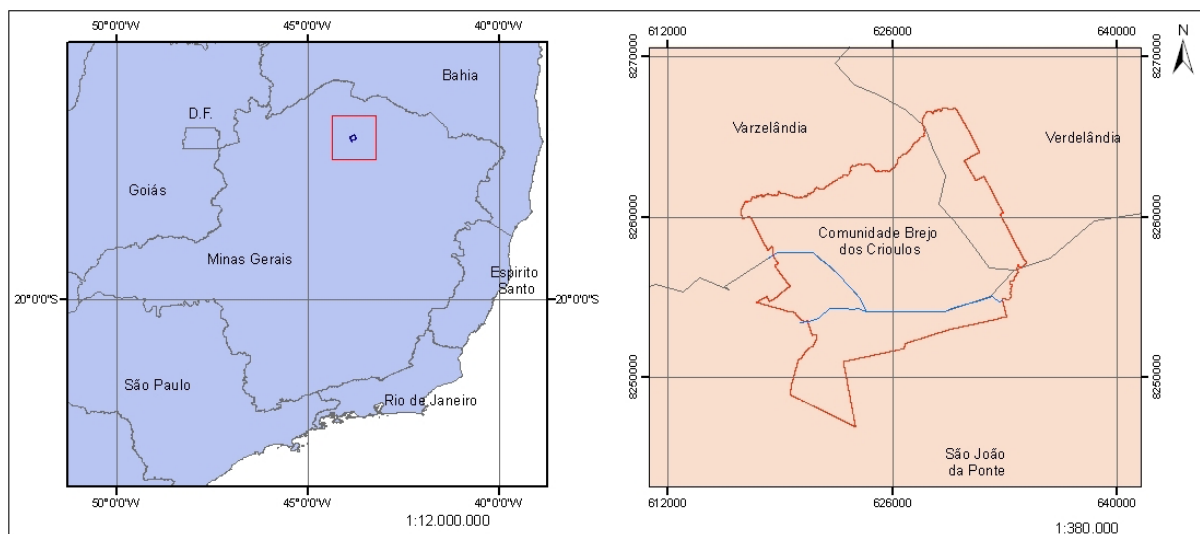 50°0'0"W
45°0'0"W
40°0'0"W
Bahia
D.F.
Goiás
Minas Gerais
Espirito
Santo
20°0'0"S
20°0'0"S
São Paulo
Rio de Janeiro
50°0'0"W
45°0'0"W
40°0'0"W
1:12.000.000
612000
626000
640000
N
8270000
8270000
Varzelândia
Verdelândia
8260000
8260000
Comunidade Brejo
dos Crioulos
8250000
8250000
São João
da Ponte
612000
626000
640000
1:380.000